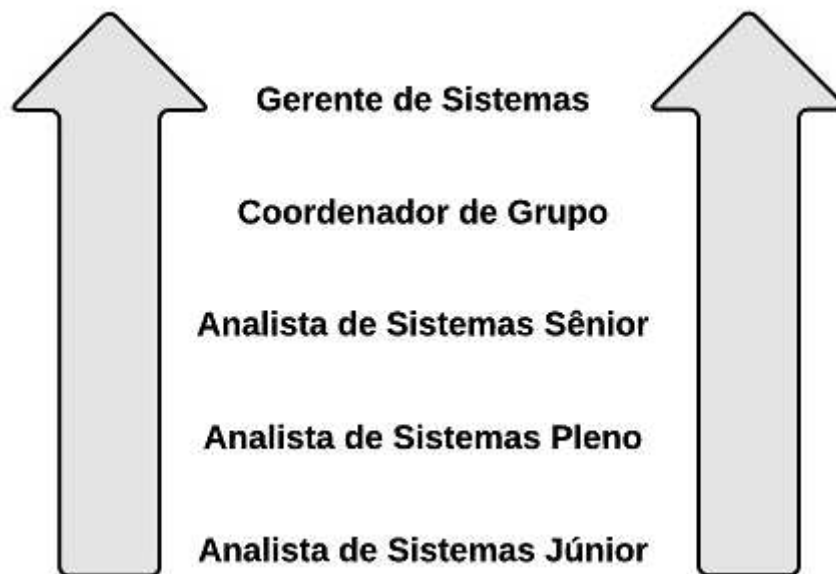 Gerente de Sistemas
Coordenador de Grupo
Analista de Sistemas Sênior
Analista de Sistemas Pleno
Analista de Sistemas Júnior